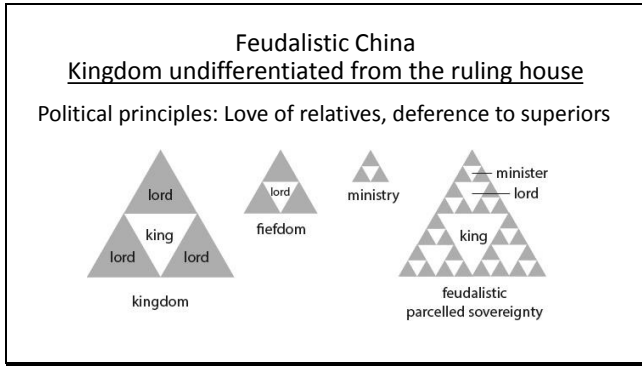 Feudalistic China
Kingdom undifferentiated from the ruling house
Political principles: Love of relatives, deference to superiors
lord
king
lord
lord
kingdom
lord
fiefdom
ministry
minister
lord
king
feudalistic
parcelled sovereignty